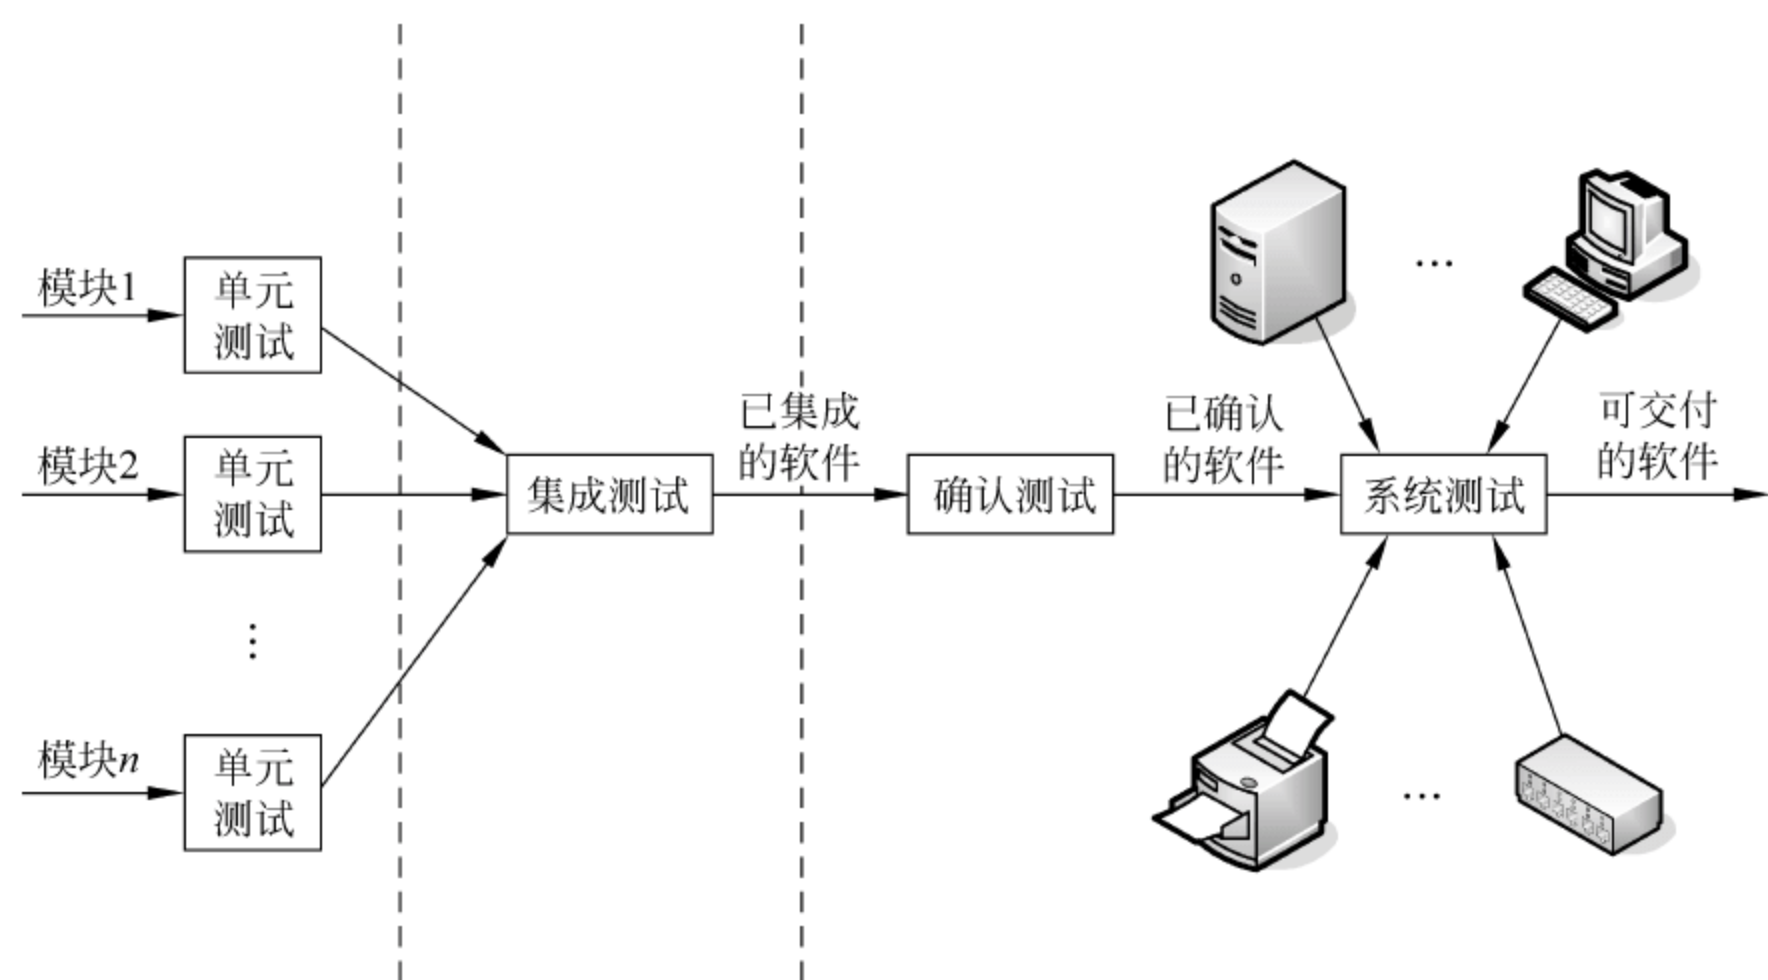 模块1
单元
测试
模块2
单元
测试
⋮
模块n
单元
测试
集成测试
已集成
的软件
确认测试
已确认
的软件
…
系统测试
…
可交付
的软件